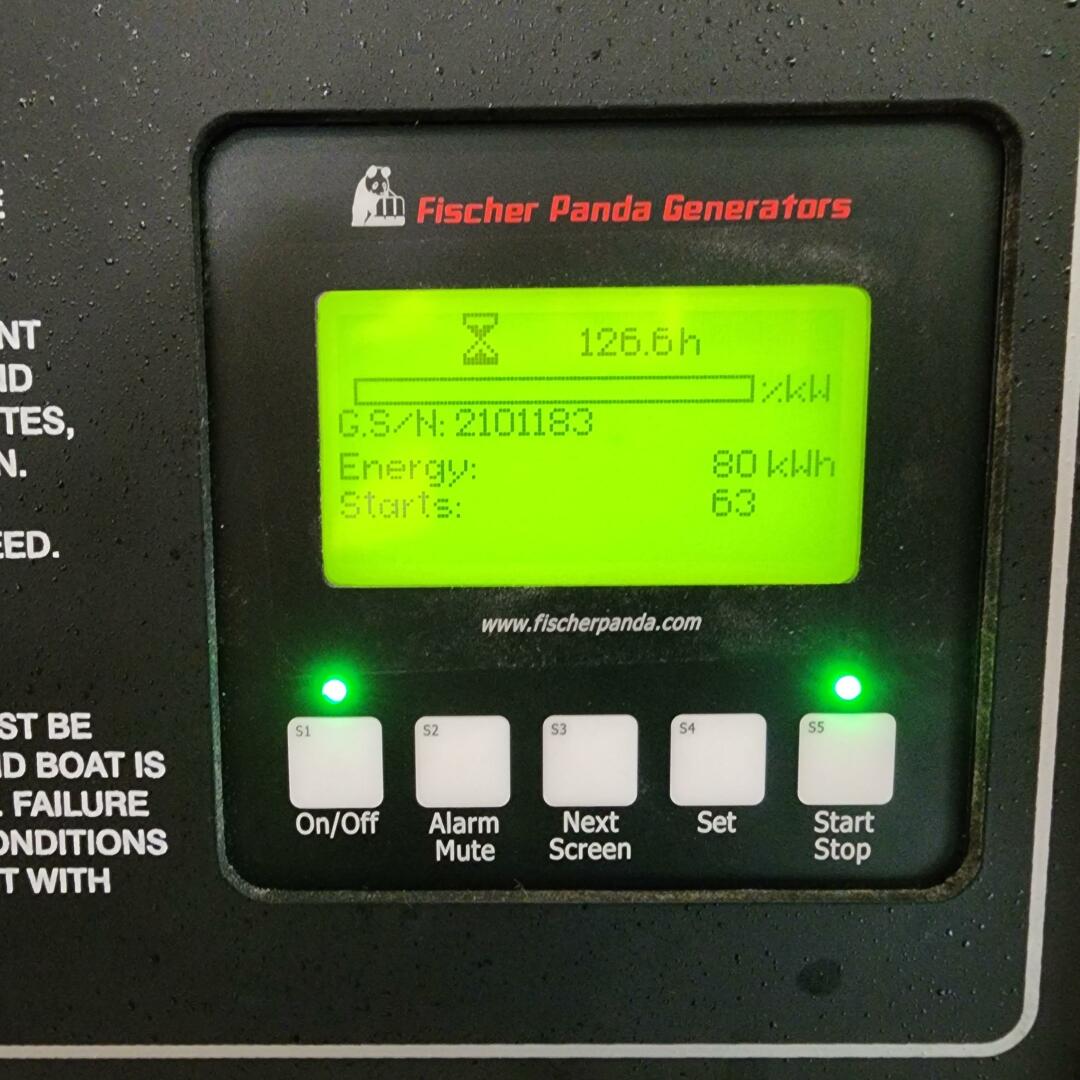 E
NT
ND
TES,
N.
EED.
ST BE
ND BOAT IS
L FAILURE
ONDITIONS
T WITH
Fischer Panda Generators
126.6 h
%kW
G.S/N: 2101183
Energy: 80 kWh
Starts: 63
www.fischerpanda.com
S1 S2 S3 S4 S5
On/Off Alarm Mute Next Screen Set Start Stop